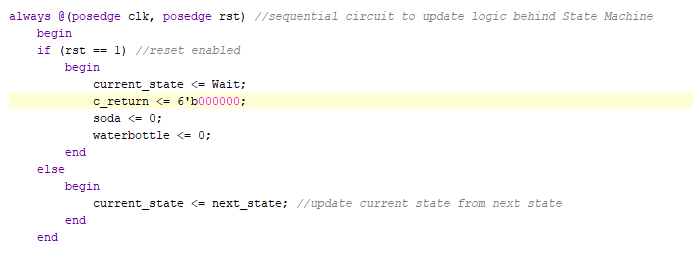 always @(posedge clk, posedge rst) //sequential circuit to update logic behind State Machine
begin
if (rst == 1) //reset enabled
begin
current_state <= Wait;
c_return <= 6'b000000;
soda <= 0;
waterbottle <= 0;
end
else
begin
current_state <= next_state; //update current state from next state
end
end